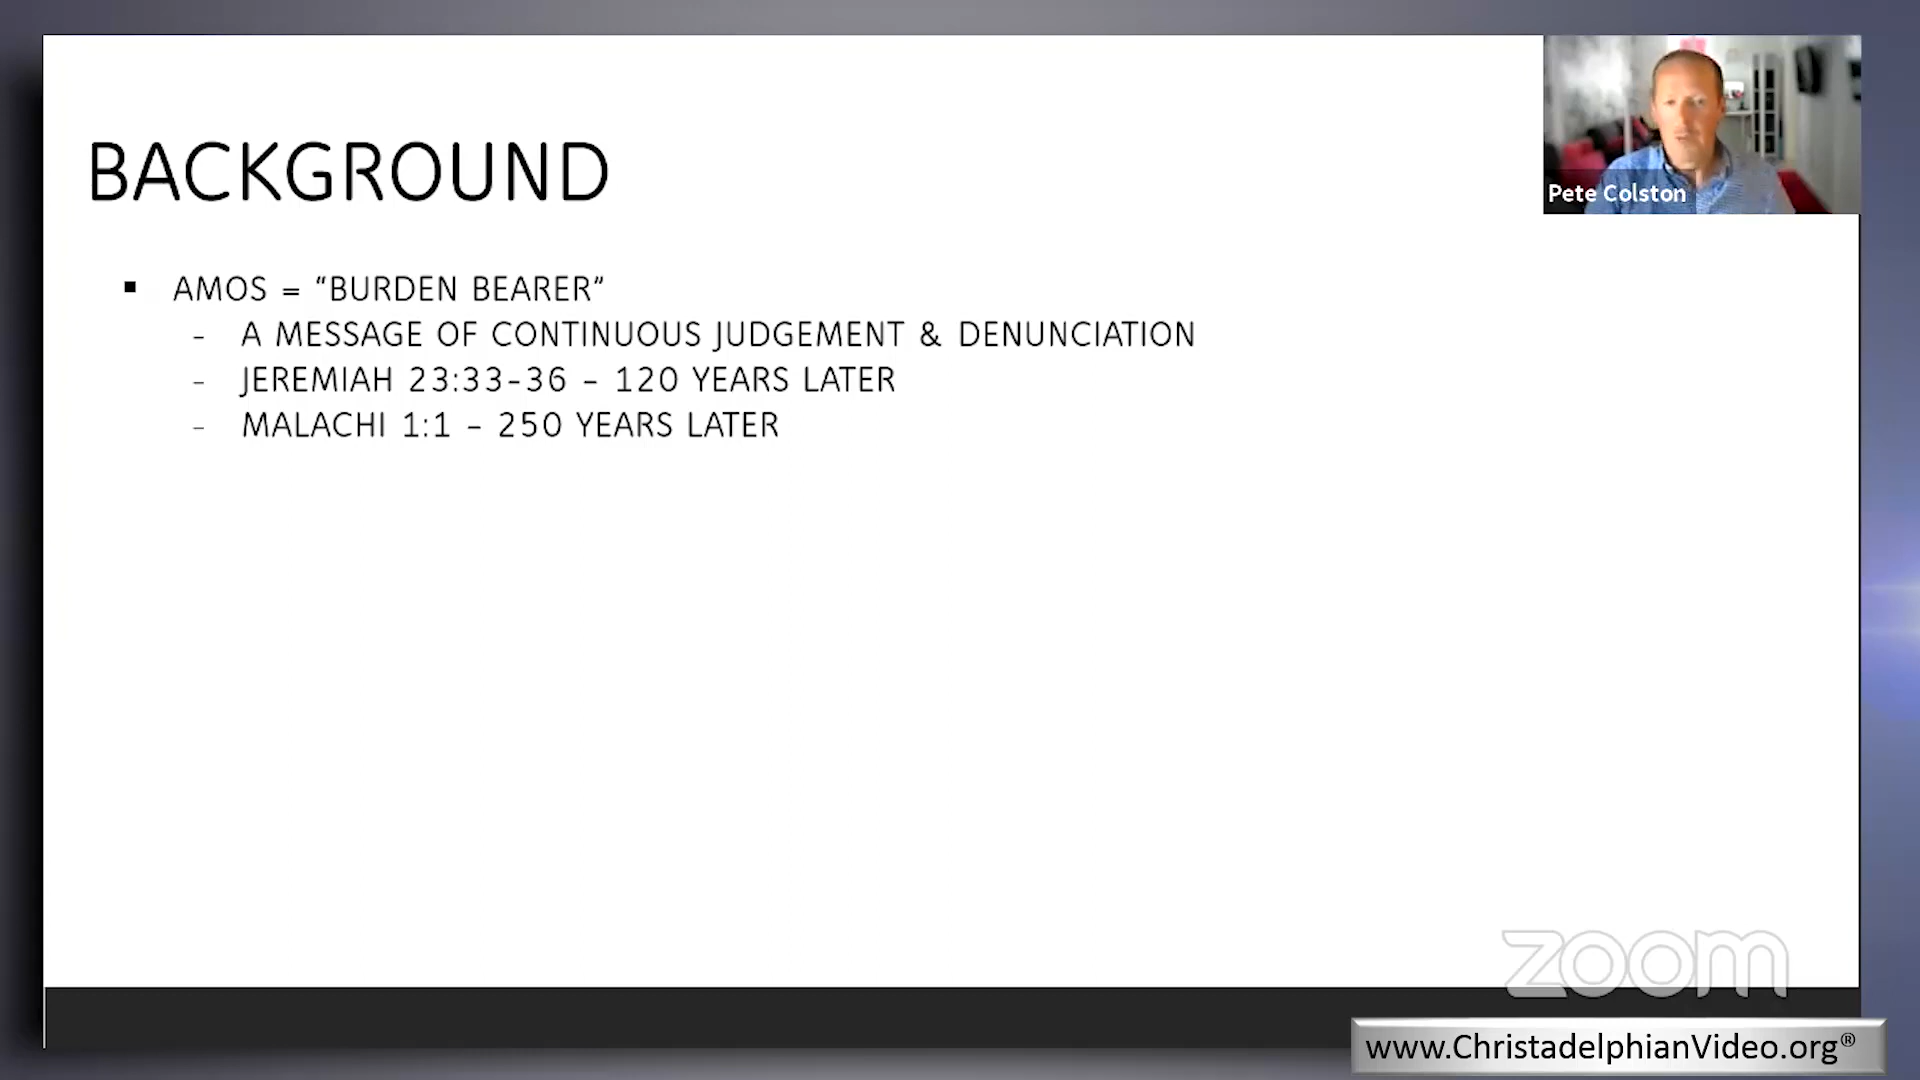 BACKGROUND
Pete Colston
▪ AMOS = “BURDEN BEARER”
- A MESSAGE OF CONTINUOUS JUDGEMENT & DENUNCIATION
- JEREMIAH 23:33-36 – 120 YEARS LATER
- MALACHI 1:1 – 250 YEARS LATER
zoom
www.ChristadelphianVideo.org®